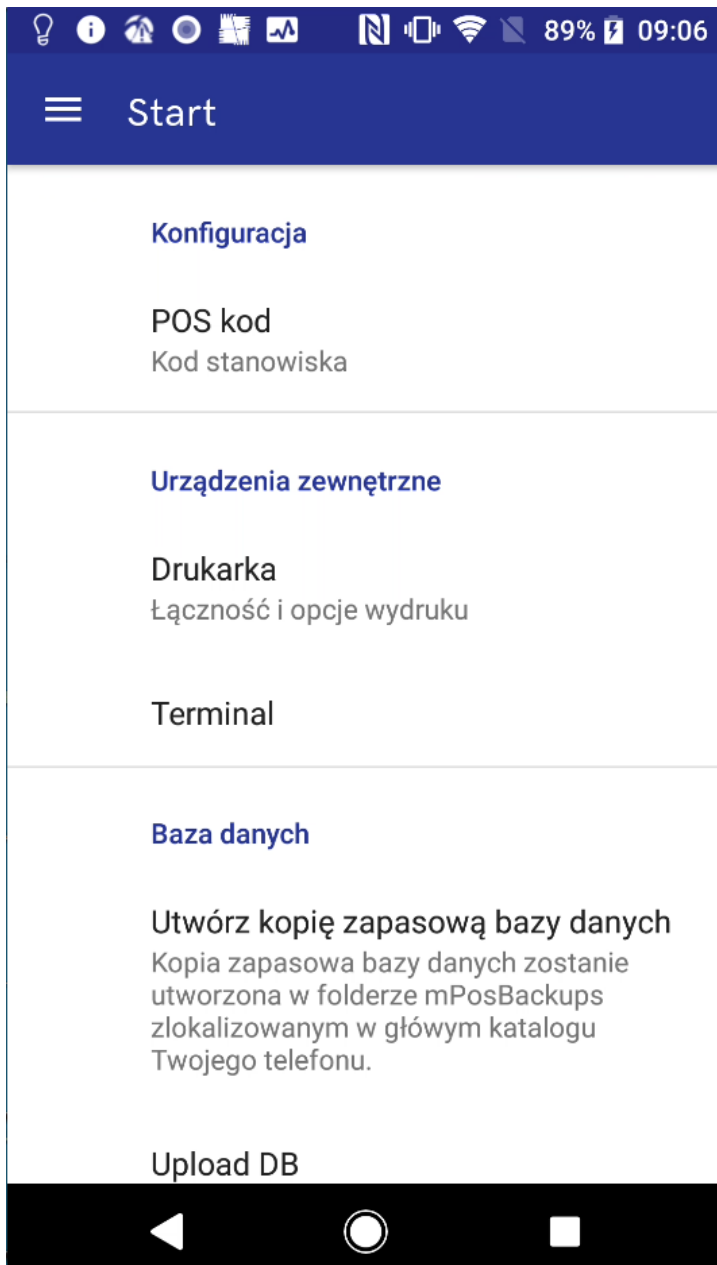 89% 09:06
Start
Konfiguracja
POS kod
Kod stanowiska
Urządzenia zewnętrzne
Drukarka
Łączność i opcje wydruku
Terminal
Baza danych
Utwórz kopię zapasową bazy danych
Kopia zapasowa bazy danych zostanie
utworzona w folderze mPosBackups
zlokalizowanym w główym katalogu
Twojego telefonu.
Upload DB